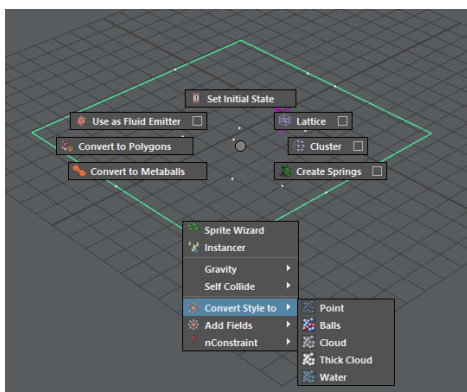 Set Initial State
Use as Fluid Emitter
Lattice
Convert to Polygons
Cluster
Convert to Metaballs
Create Springs
Sprite Wizard
Instancer
Gravity
Self Collide
Convert Style to
Point
Add Fields
Balls
nConstraint
Cloud
Thick Cloud
Water